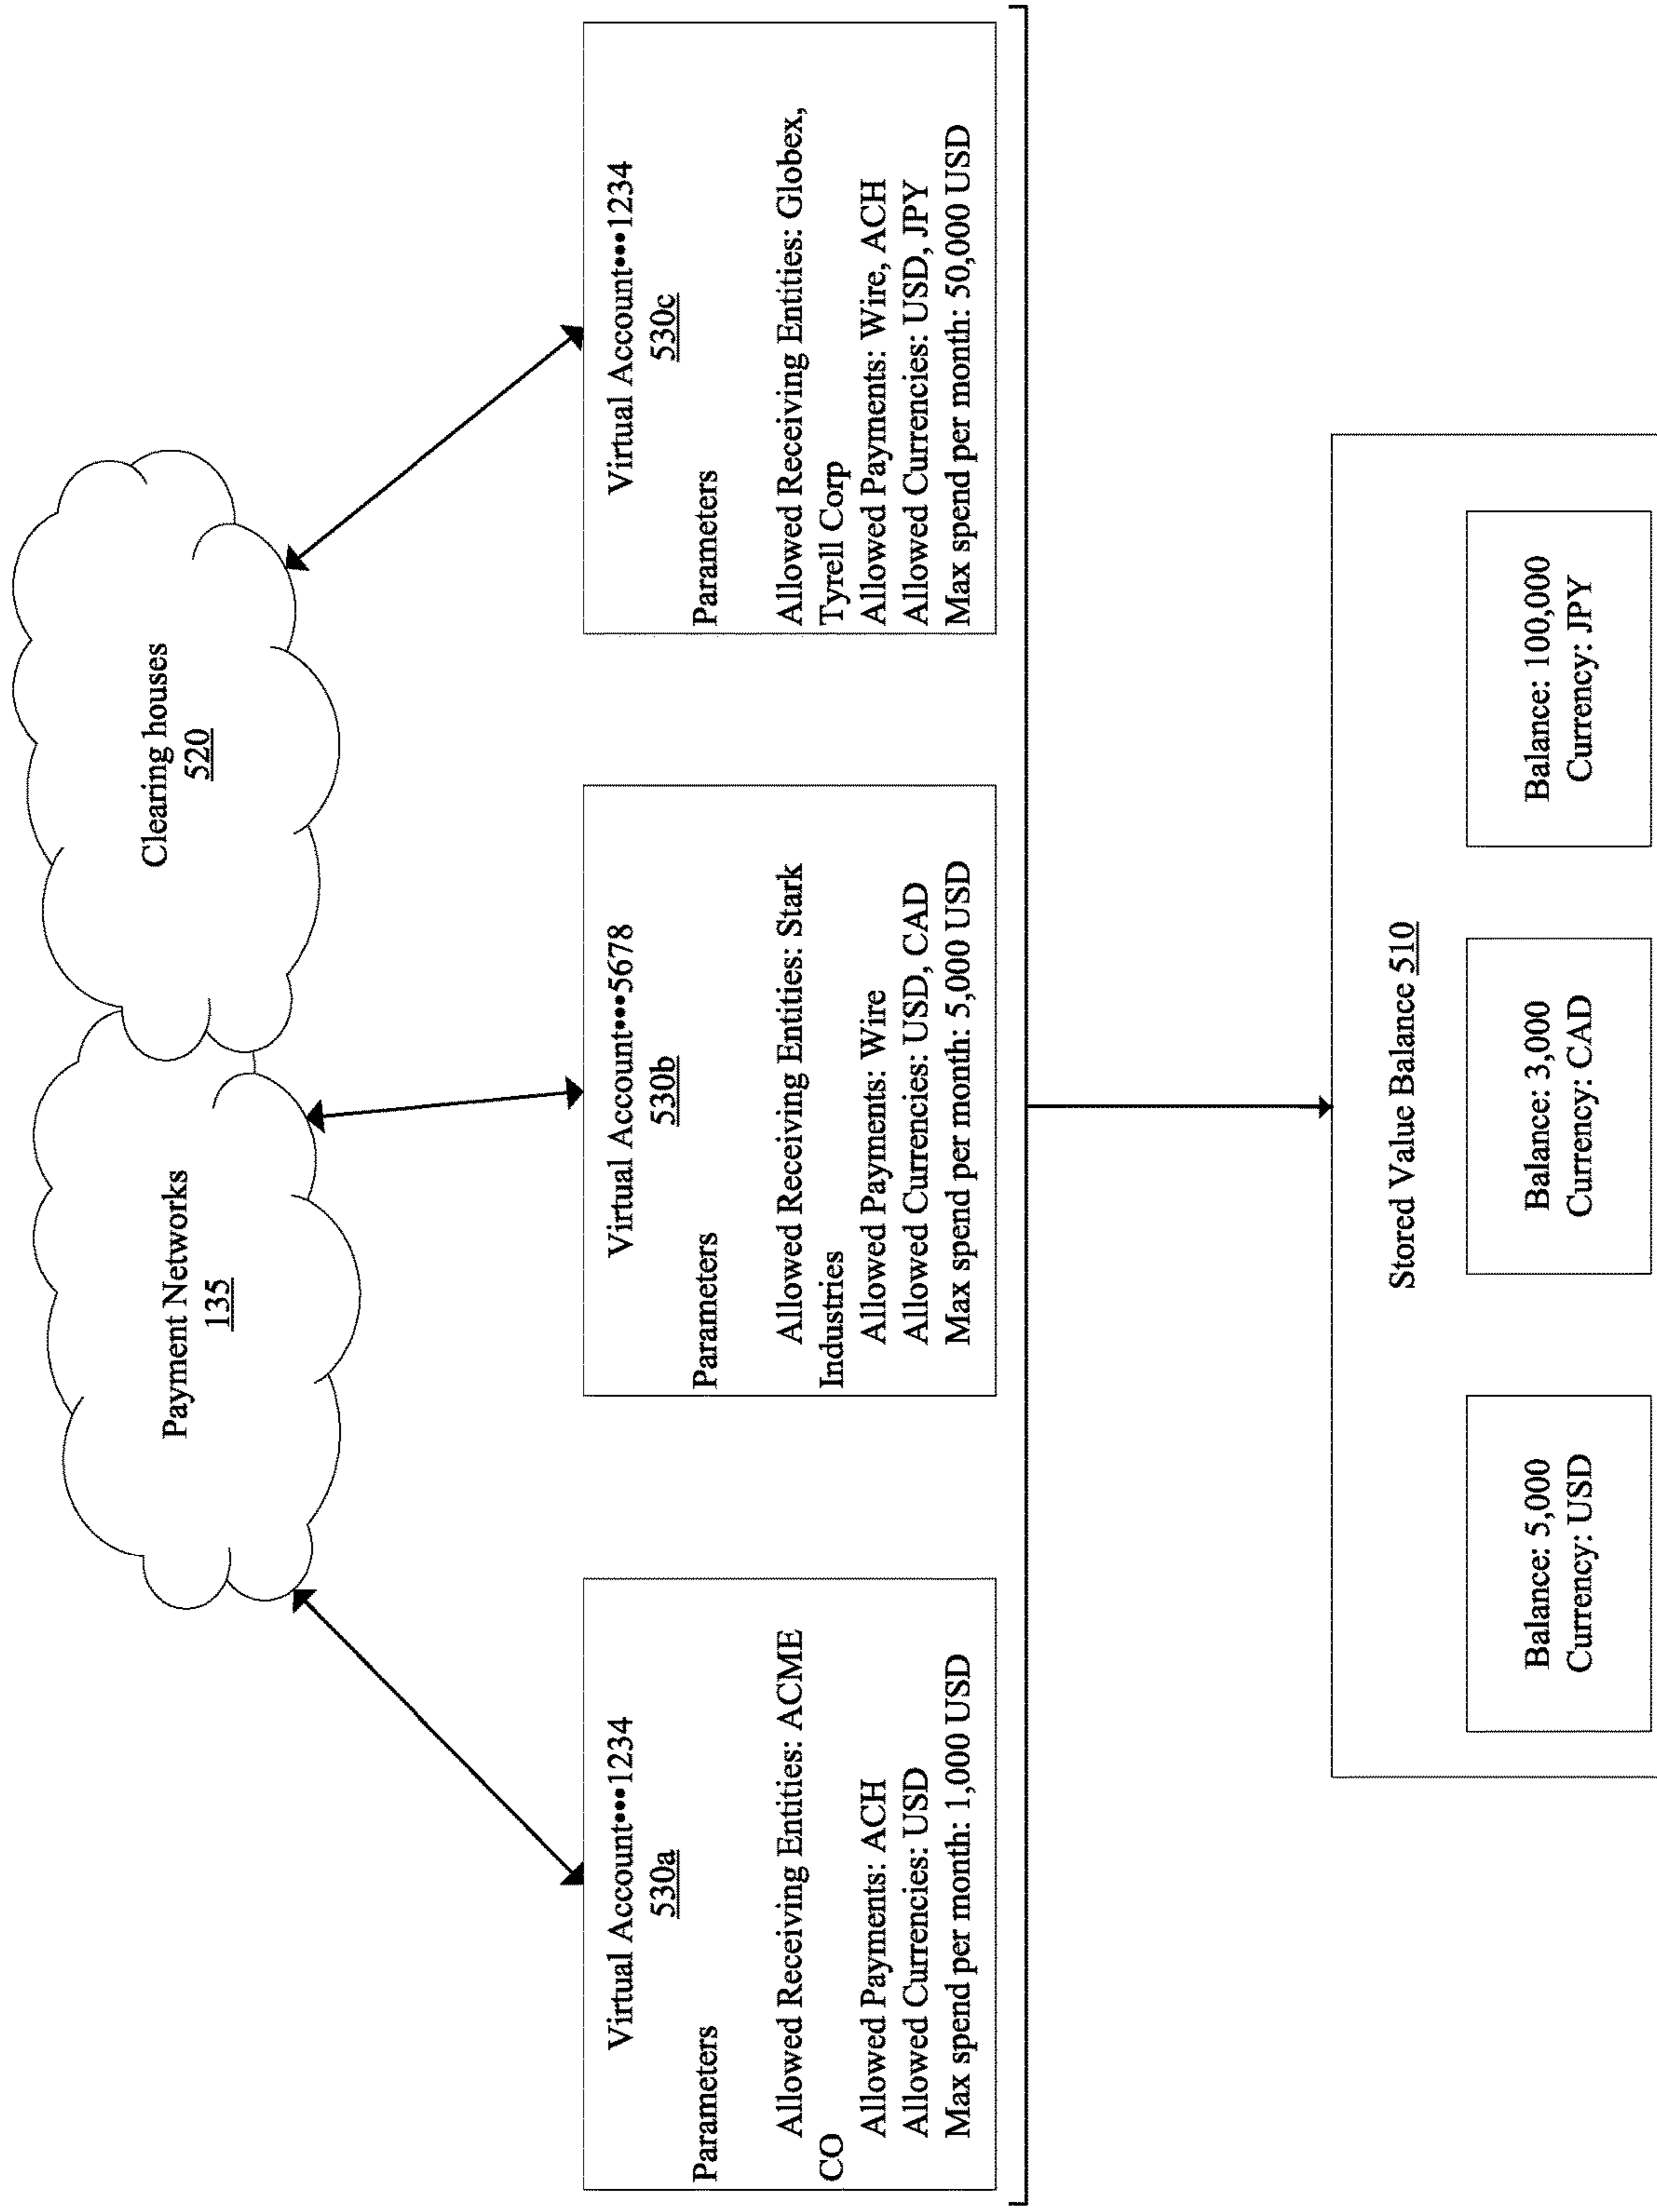 Payment Networks
135
Clearing houses
520
Virtual Account•••1234
530a
Parameters
Allowed Receiving Entities: ACME
CO
Allowed Payments: ACH
Allowed Currencies: USD
Max spend per month: 1,000 USD
Virtual Account•••5678
530b
Parameters
Allowed Receiving Entities: Stark
Industries
Allowed Payments: Wire
Allowed Currencies: USD, CAD
Max spend per month: 5,000 USD
Virtual Account•••1234
530c
Parameters
Allowed Receiving Entities: Globex,
Tyrell Corp
Allowed Payments: Wire, ACH
Allowed Currencies: USD, JPY
Max spend per month: 50,000 USD
Stored Value Balance 510
Balance: 5,000
Currency: USD
Balance: 3,000
Currency: CAD
Balance: 100,000
Currency: JPY